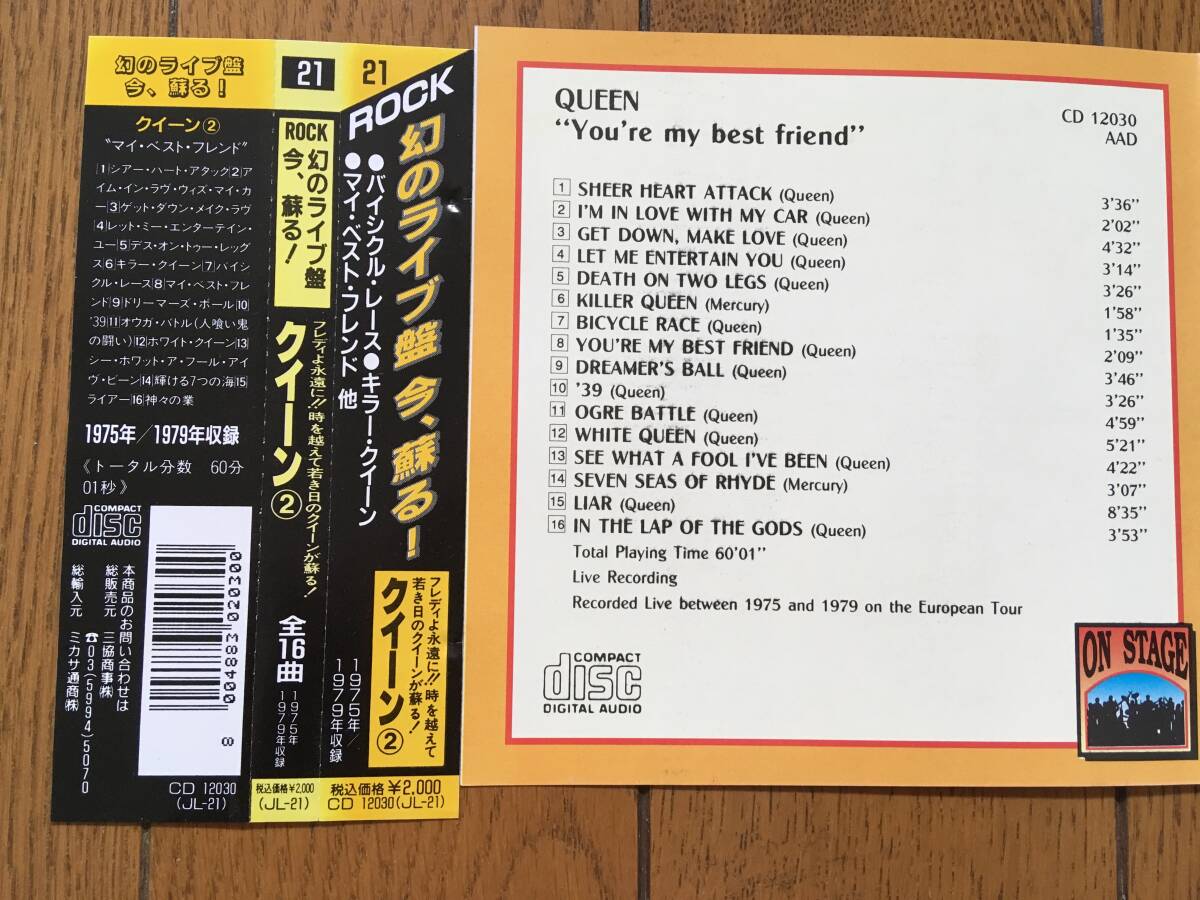 幻のライブ盤
今、蘇る!
クイーン②
"マイ・ベスト・フレンド"
[1]シアー・ハート・アタック[2]ア
イム・イン・ラヴ・ウィズ・マイ・カ
ー[3]ゲット・ダウン・メイク・ラヴ
[4]レット・ミー・エンターテイン・
ユー[5]デス・オン・トゥー・レッグ
ス[6]キラー・クイーン[7]バイシ
クル・レース[8]マイ・ベスト・フレ
ンド[9]ドリーマーズ・ボール[10]
'39[11]オウガ・バトル(人喰い鬼
の闘い)[12]ホワイト・クイーン[13]
シー・ホワット・ア・フール・アイ
ヴ・ビーン[14]輝ける7つの海[15]
ライアー[16]神々の業
1975年/1979年収録
《トータル分数 60分
01秒》
COMPACT
disc
DIGITAL AUDIO
本商品のお問い合わせは
総販売元 三協商事㈱
☎03(5994)5070
総輸入元 ミカサ通商㈱
0048830203008
CD 12030
(JL-21)
21
ROCK
幻のライブ盤
今、蘇る!
フレディよ永遠に!!時を越えて若き日のクイーンが蘇る!
クイーン②
全16曲
1975年
1979年収録
税込価格¥2,000
(JL-21)
21
ROCK
幻のライブ盤 今、蘇る!
●バイシクル・レース●キラー・クイーン
●マイ・ベスト・フレンド 他
フレディよ永遠に!!時を越えて
若き日のクイーンが蘇る!
クイーン②
1975年/
1979年収録
税込価格¥2,000
CD 12030(JL-21)
QUEEN
"You're my best friend"
CD 12030
AAD
1 SHEER HEART ATTACK (Queen) 3'36"
2 I'M IN LOVE WITH MY CAR (Queen) 2'02"
3 GET DOWN, MAKE LOVE (Queen) 4'32"
4 LET ME ENTERTAIN YOU (Queen) 3'14"
5 DEATH ON TWO LEGS (Queen) 3'26"
6 KILLER QUEEN (Mercury) 1'58"
7 BICYCLE RACE (Queen) 1'35"
8 YOU'RE MY BEST FRIEND (Queen) 2'09"
9 DREAMER'S BALL (Queen) 3'46"
10 '39 (Queen) 3'26"
11 OGRE BATTLE (Queen) 4'59"
12 WHITE QUEEN (Queen) 5'21"
13 SEE WHAT A FOOL I'VE BEEN (Queen) 4'22"
14 SEVEN SEAS OF RHYDE (Mercury) 3'07"
15 LIAR (Queen) 8'35"
16 IN THE LAP OF THE GODS (Queen) 3'53"
Total Playing Time 60'01"
Live Recording
Recorded Live between 1975 and 1979 on the European Tour
COMPACT
disc
DIGITAL AUDIO
ON STAGE